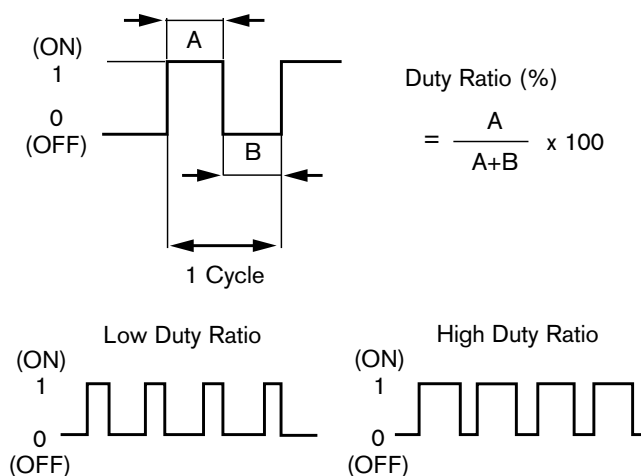 (ON)
1
0
(OFF)
A
B
1 Cycle
Duty Ratio (%)
= A
A+B
x 100
Low Duty Ratio
(ON)
1
0
(OFF)
High Duty Ratio
(ON)
1
0
(OFF)